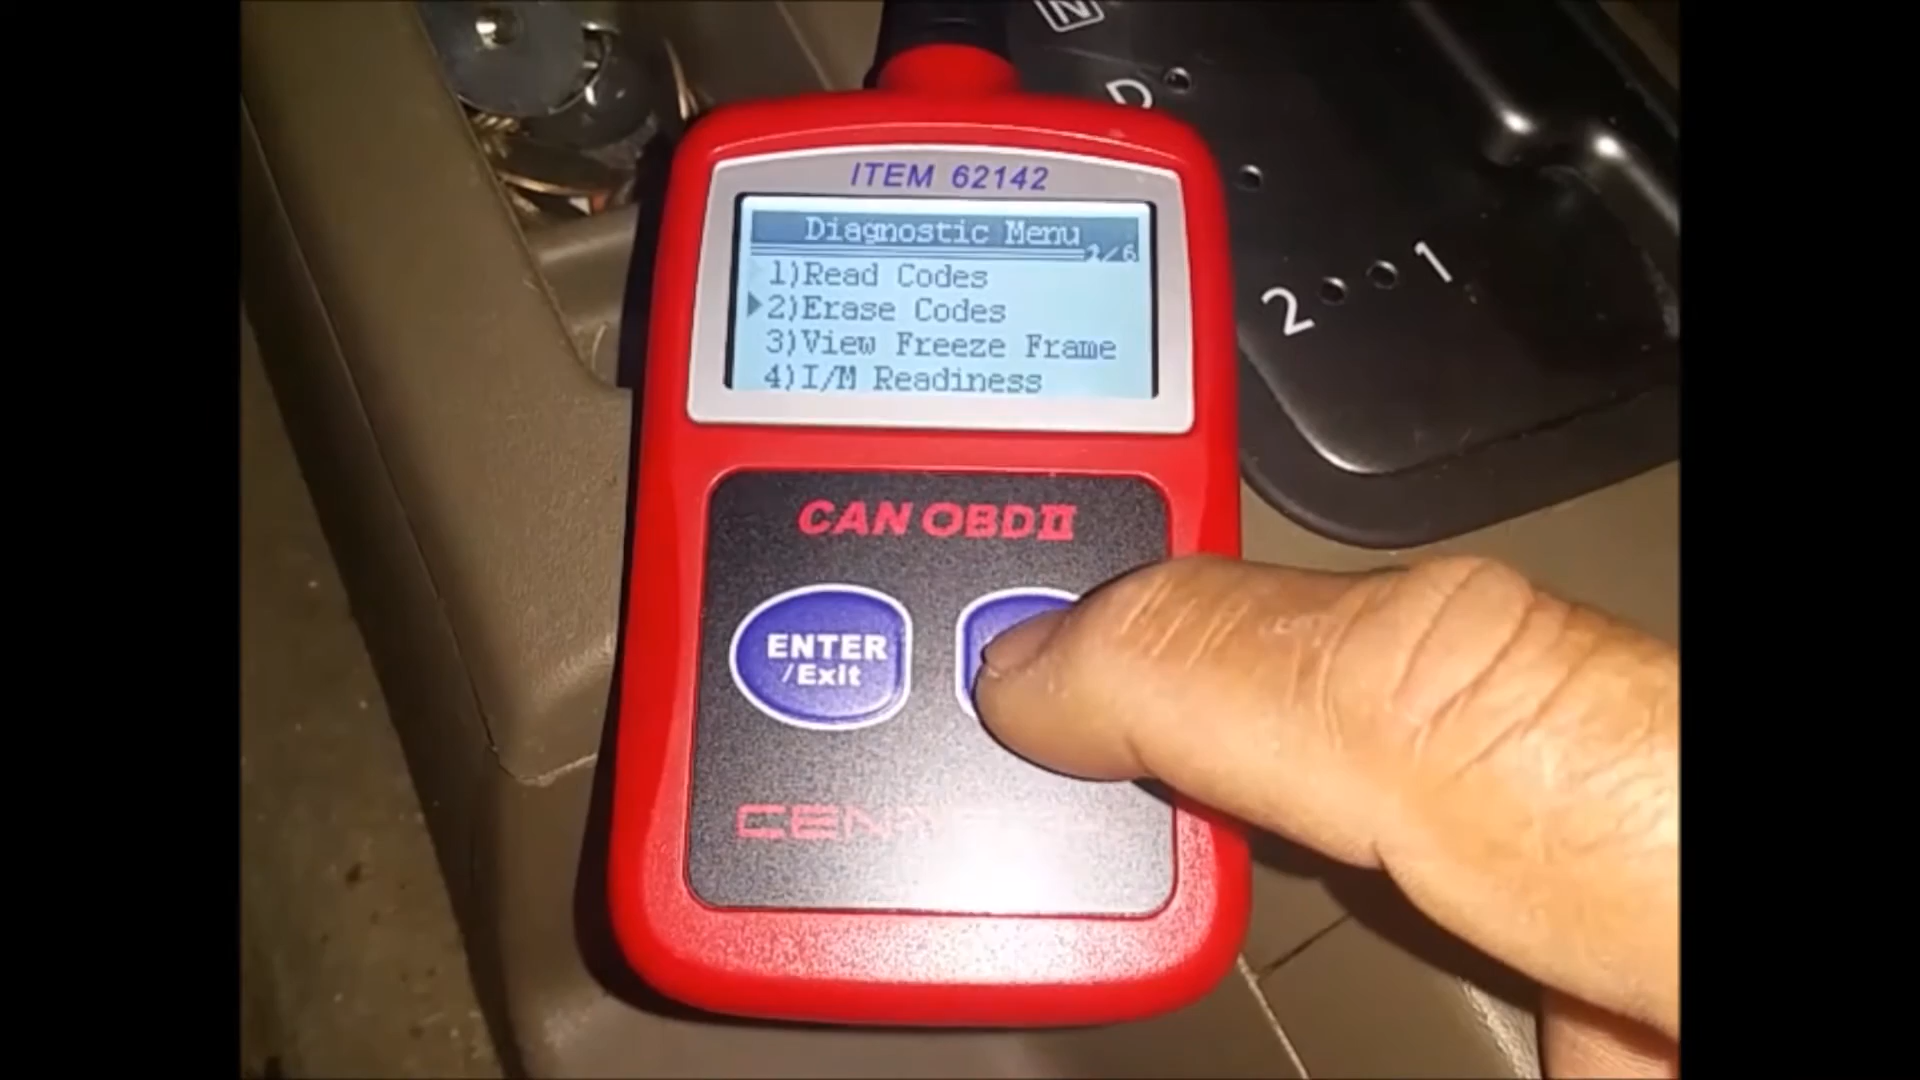 N
D
ITEM 62142
Diagnostic Menu
2/6
1)Read Codes
2)Erase Codes
3)View Freeze Frame
4)I/M Readiness
2 1
CAN OBDII
ENTER
/Exit